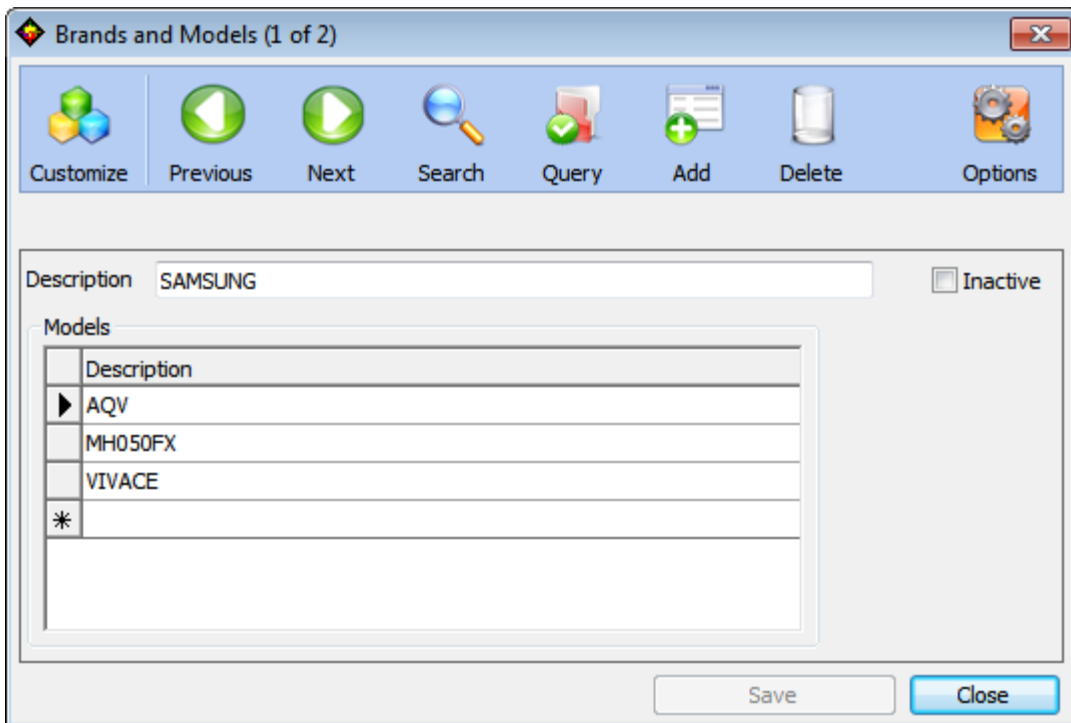 Brands and Models (1 of 2)
Customize Previous Next Search Query Add Delete Options
Description SAMSUNG Inactive
Models
Description
AQV
MH050FX
VIVACE
Save Close